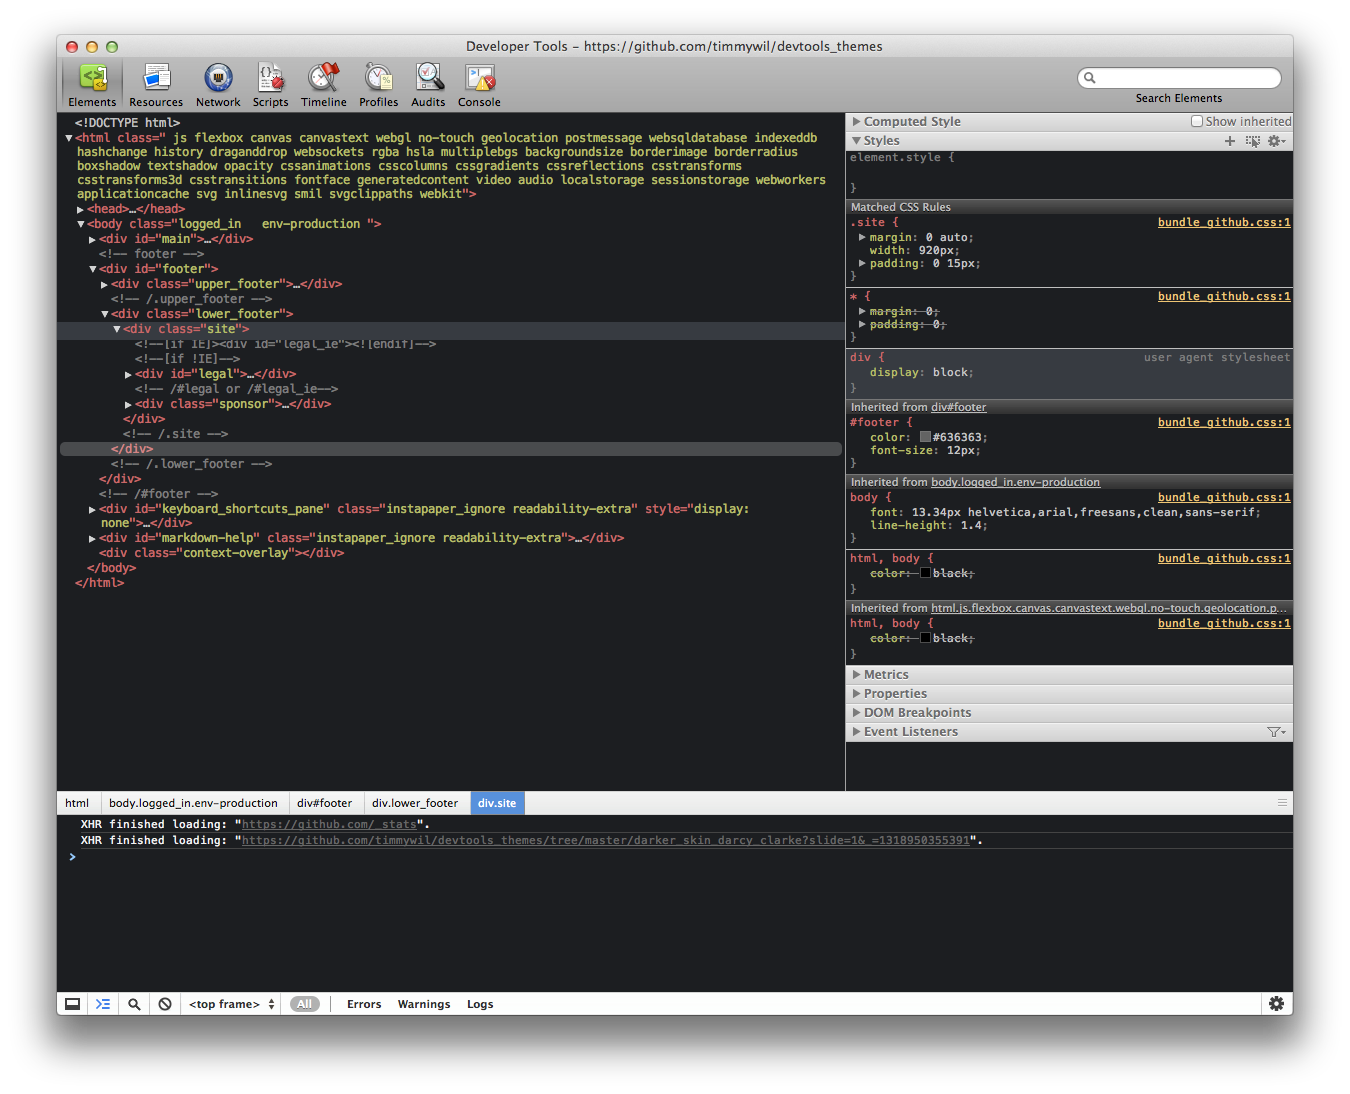 Developer Tools - https://github.com/timmywil/devtools_themes
Elements Resources Network Scripts Timeline Profiles Audits Console
Search Elements
<!DOCTYPE html>
<html class=" js flexbox canvas canvastext webgl no-touch geolocation postmessage websqldatabase indexeddb
hashchange history draganddrop websockets rgba hsla multiplebgs backgroundsize borderimage borderradius
boxshadow textshadow opacity cssanimations csscolumns cssgradients cssreflections csstransforms
csstransforms3d csstransitions fontface generatedcontent video audio localstorage sessionstorage webworkers
applicationcache svg inlinesvg smil svgclippaths webkit">
<head>…</head>
<body class="logged_in   env-production ">
<div id="main">…</div>
<!-- footer -->
<div id="footer">
<div class="upper_footer">…</div>
<!-- /.upper_footer -->
<div class="lower_footer">
<div class="site">
<!--[if IE]><div id="legal_ie"><![endif]-->
<!--[if !IE]-->
<div id="legal">…</div>
<!-- /#legal or /#legal_ie-->
<div class="sponsor">…</div>
</div>
<!-- /.site -->
</div>
<!-- /.lower_footer -->
</div>
<!-- /#footer -->
<div id="keyboard_shortcuts_pane" class="instapaper_ignore readability-extra" style="display:
none">…</div>
<div id="markdown-help" class="instapaper_ignore readability-extra">…</div>
<div class="context-overlay"></div>
</body>
</html>
Computed Style Show inherited
Styles
element.style {
}
Matched CSS Rules
.site { bundle_github.css:1
margin: 0 auto;
width: 920px;
padding: 0 15px;
}
* { bundle_github.css:1
margin: 0;
padding: 0;
}
div { user agent stylesheet
display: block;
}
Inherited from div#footer
#footer { bundle_github.css:1
color: #636363;
font-size: 12px;
}
Inherited from body.logged_in.env-production
body { bundle_github.css:1
font: 13.34px helvetica,arial,freesans,clean,sans-serif;
line-height: 1.4;
}
html, body { bundle_github.css:1
color: black;
}
Inherited from html.js.flexbox.canvas.canvastext.webgl.no-touch.geolocation.p…
html, body { bundle_github.css:1
color: black;
}
Metrics
Properties
DOM Breakpoints
Event Listeners
html body.logged_in.env-production div#footer div.lower_footer div.site
XHR finished loading: "https://github.com/_stats".
XHR finished loading: "https://github.com/timmywil/devtools_themes/tree/master/darker_skin_darcy_clarke?slide=1&_=1318950355391".
>
<top frame> All Errors Warnings Logs